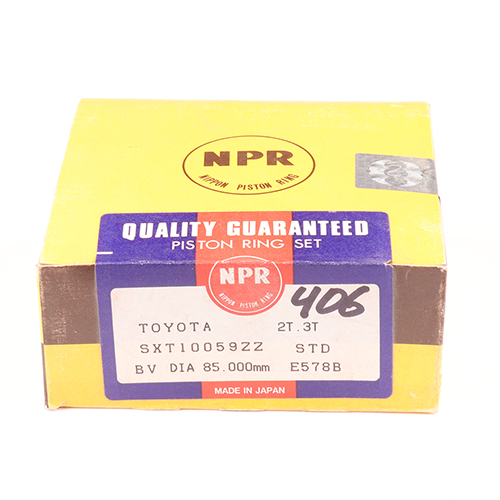 NPR
NIPPON PISTON RING
QUALITY GUARANTEED
PISTON RING SET
NPR
NIPPON PISTON RING
406
TOYOTA 2T.3T
SXT10059ZZ STD
BV DIA 85.000mm E578B
MADE IN JAPAN